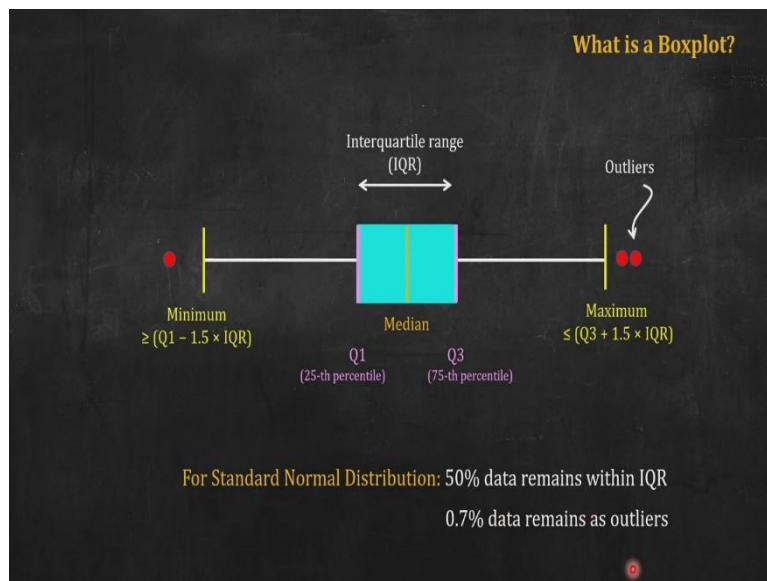 What is a Boxplot?
Interquartile range
(IQR)
Outliers
Minimum
≥ (Q1 – 1.5 × IQR)
Median
Maximum
≤ (Q3 + 1.5 × IQR)
Q1
(25-th percentile)
Q3
(75-th percentile)
For Standard Normal Distribution: 50% data remains within IQR
0.7% data remains as outliers